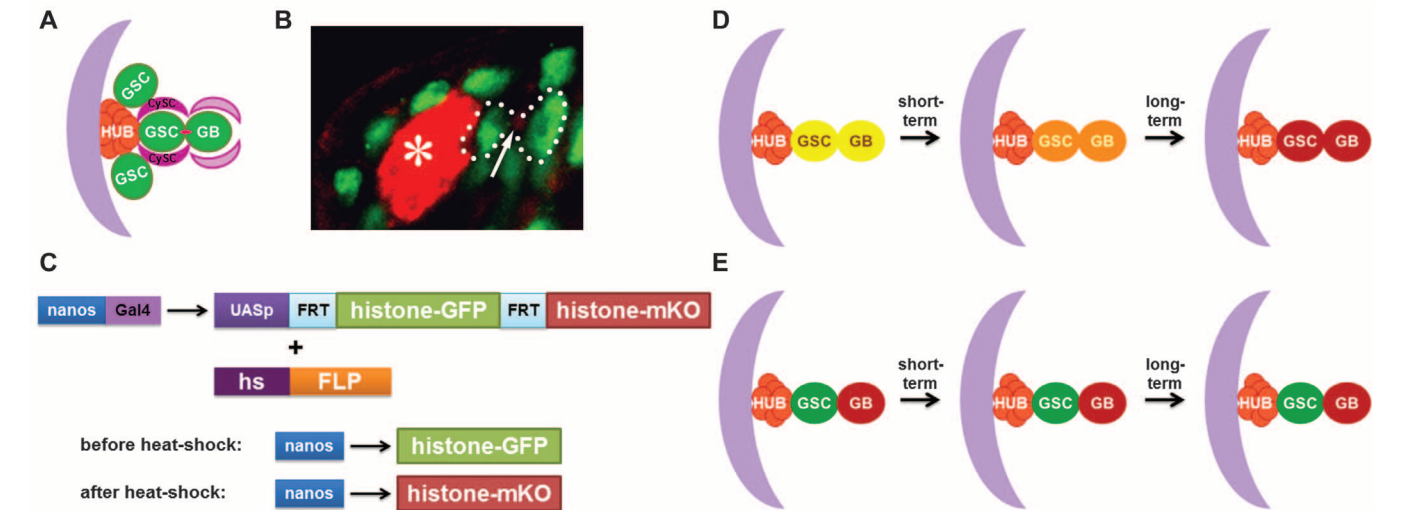 A
GSC
CySC
HUB
GSC
GB
CySC
GSC
B
*
C
nanos
Gal4
UASp
FRT
histone-GFP
FRT
histone-mKO
+
hs
FLP
before heat-shock:
nanos
histone-GFP
after heat-shock:
nanos
histone-mKO
D
HUB
GSC
GB
short-
term
HUB
GSC
GB
long-
term
HUB
GSC
GB
E
HUB
GSC
GB
short-
term
HUB
GSC
GB
long-
term
HUB
GSC
GB